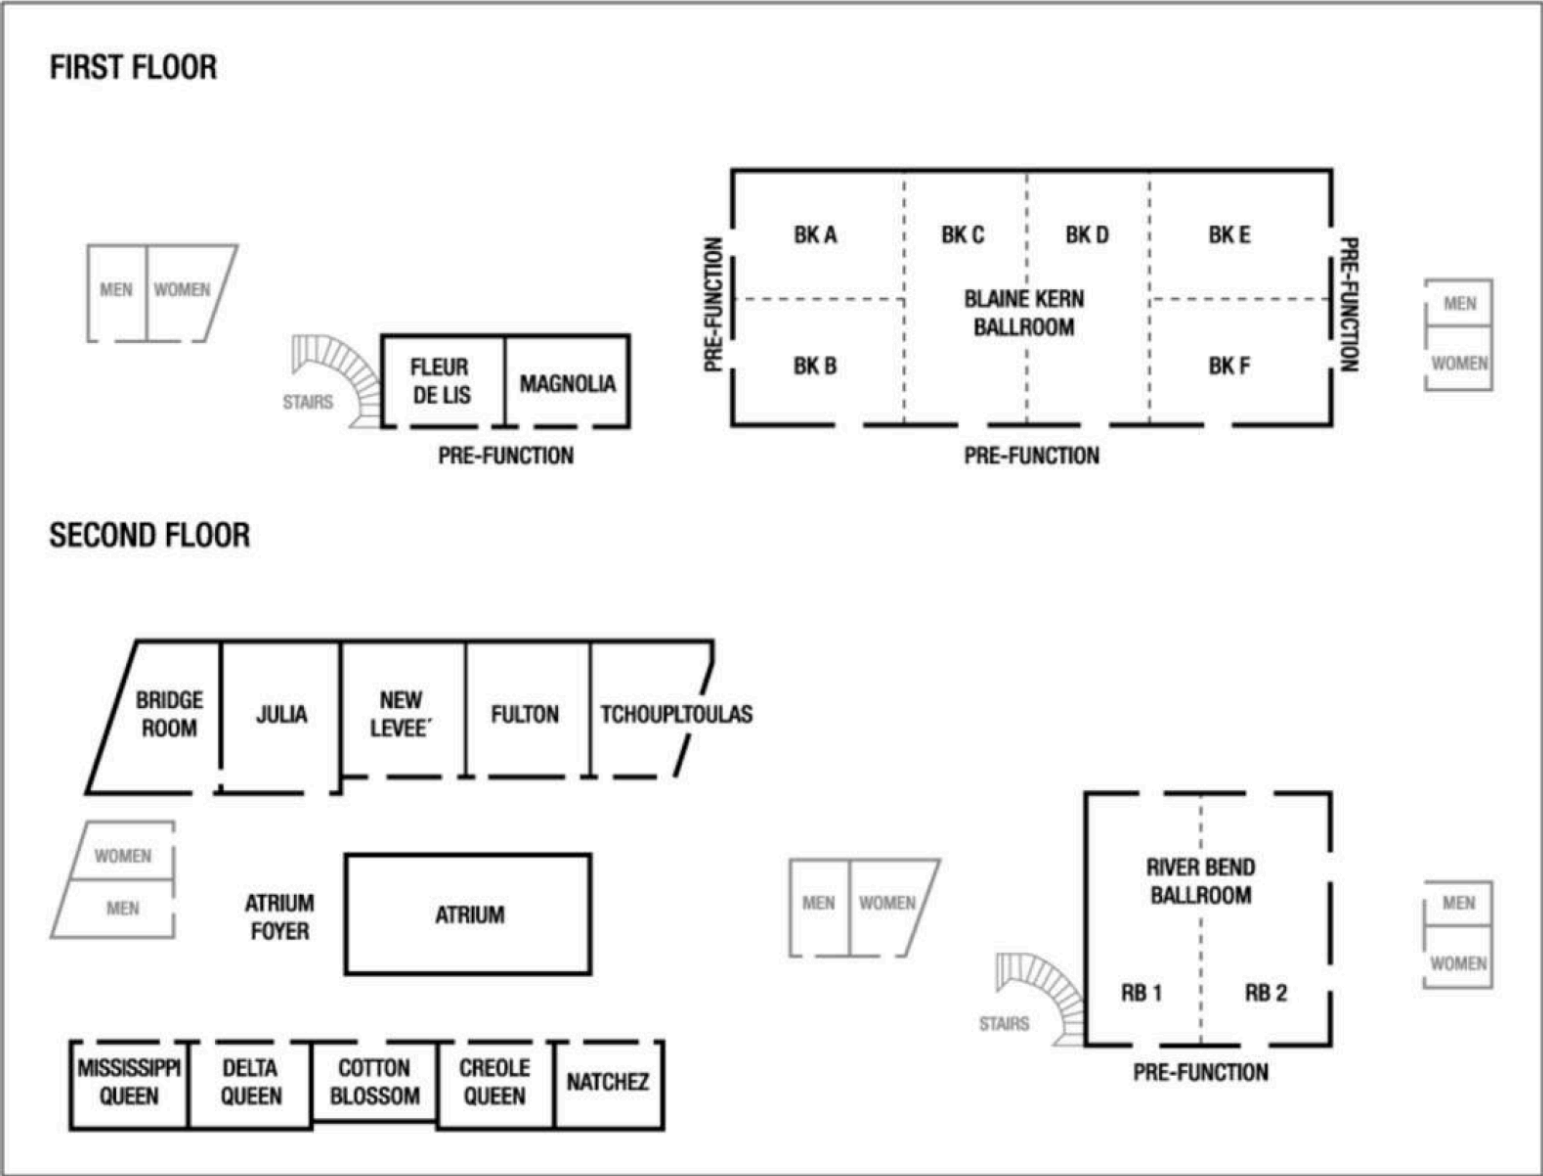 FIRST FLOOR
MEN
WOMEN
STAIRS
FLEUR
DE LIS
MAGNOLIA
PRE-FUNCTION
PRE-FUNCTION
BK A
BK C
BK D
BK E
BLAINE KERN
BALLROOM
BK B
BK F
PRE-FUNCTION
PRE-FUNCTION
MEN
WOMEN
SECOND FLOOR
BRIDGE
ROOM
JULIA
NEW
LEVEE´
FULTON
TCHOUPLTOULAS
WOMEN
MEN
ATRIUM
FOYER
ATRIUM
MEN
WOMEN
STAIRS
RIVER BEND
BALLROOM
RB 1
RB 2
PRE-FUNCTION
MEN
WOMEN
MISSISSIPPI
QUEEN
DELTA
QUEEN
COTTON
BLOSSOM
CREOLE
QUEEN
NATCHEZ